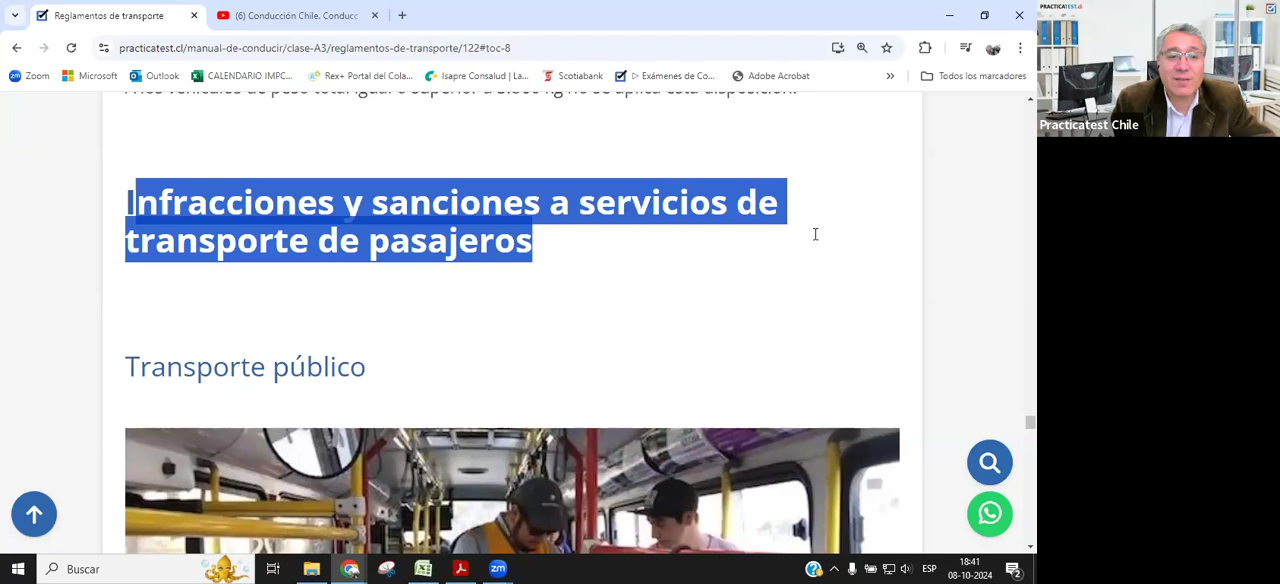 Reglamentos de transporte
(6) Conducción Chile. Conducc
practicatest.cl/manual-de-conducir/clase-A3/reglamentos-de-transporte/122#toc-8
Zoom
Microsoft
Outlook
CALENDARIO IMPC...
Rex+ Portal del Cola...
Isapre Consalud | La...
Scotiabank
▷ Exámenes de Co...
Adobe Acrobat
»
Todos los marcadores
PRACTICATEST.cl
Practicatest Chile
Infracciones y sanciones a servicios de
transporte de pasajeros
Transporte público
Buscar
ESP
18:41
08-10-2024
2